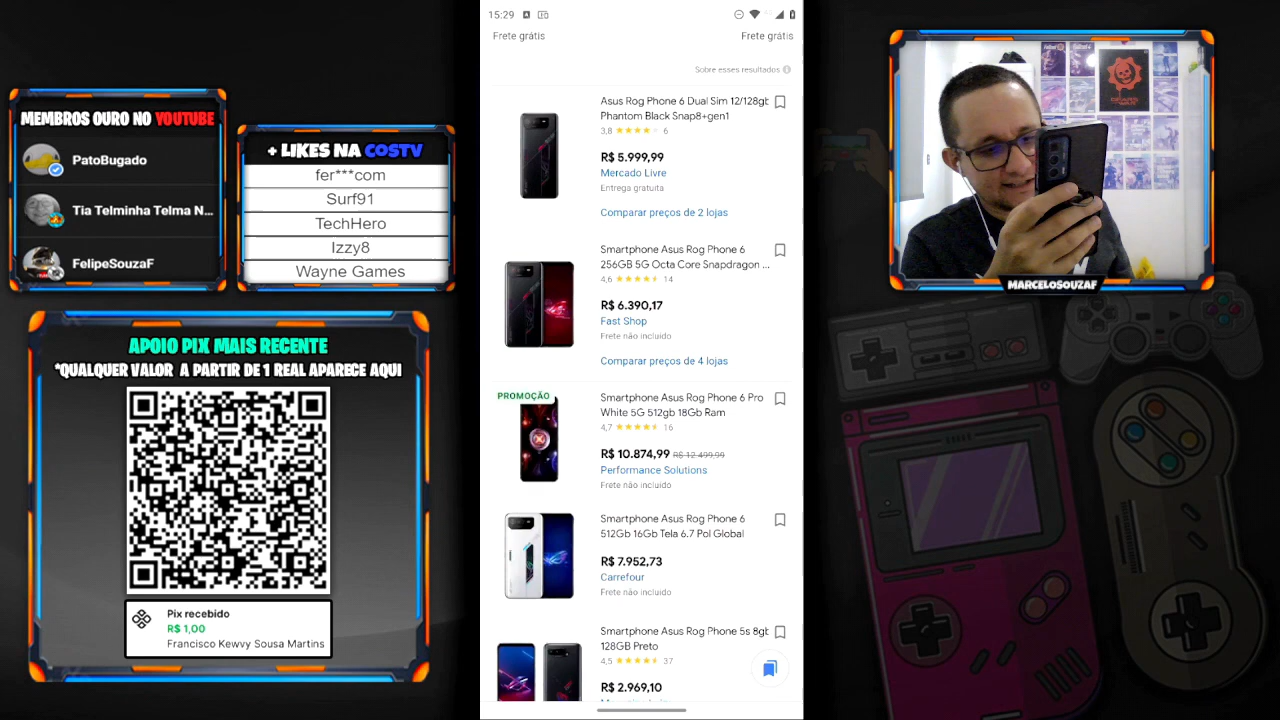 MEMBROS OURO NO YOUTUBE
PatoBugado
Tia Telminha Telma N...
FelipeSouzaF
+ LIKES NA COSTV
fer***com
Surf91
TechHero
Izzy8
Wayne Games
APOIO PIX MAIS RECENTE
*QUALQUER VALOR A PARTIR DE 1 REAL APARECE AQUI
Pix recebido
R$ 1,00
Francisco Kewvy Sousa Martins
15:29
Frete grátis
Frete grátis
Sobre esses resultados
Asus Rog Phone 6 Dual Sim 12/128gb
Phantom Black Snap8+gen1
3,8 6
R$ 5.999,99
Mercado Livre
Entrega gratuita
Comparar preços de 2 lojas
Smartphone Asus Rog Phone 6
256GB 5G Octa Core Snapdragon ...
4,6 14
R$ 6.390,17
Fast Shop
Frete não incluido
Comparar preços de 4 lojas
PROMOÇÃO
Smartphone Asus Rog Phone 6 Pro
White 5G 512gb 18Gb Ram
4,7 16
R$ 10.874,99 R$ 12.499,99
Performance Solutions
Frete não incluido
Smartphone Asus Rog Phone 6
512Gb 16Gb Tela 6.7 Pol Global
R$ 7.952,73
Carrefour
Frete não incluido
Smartphone Asus Rog Phone 5s 8gb
128GB Preto
4,5 37
R$ 2.969,10
MARCELOSOUZAF